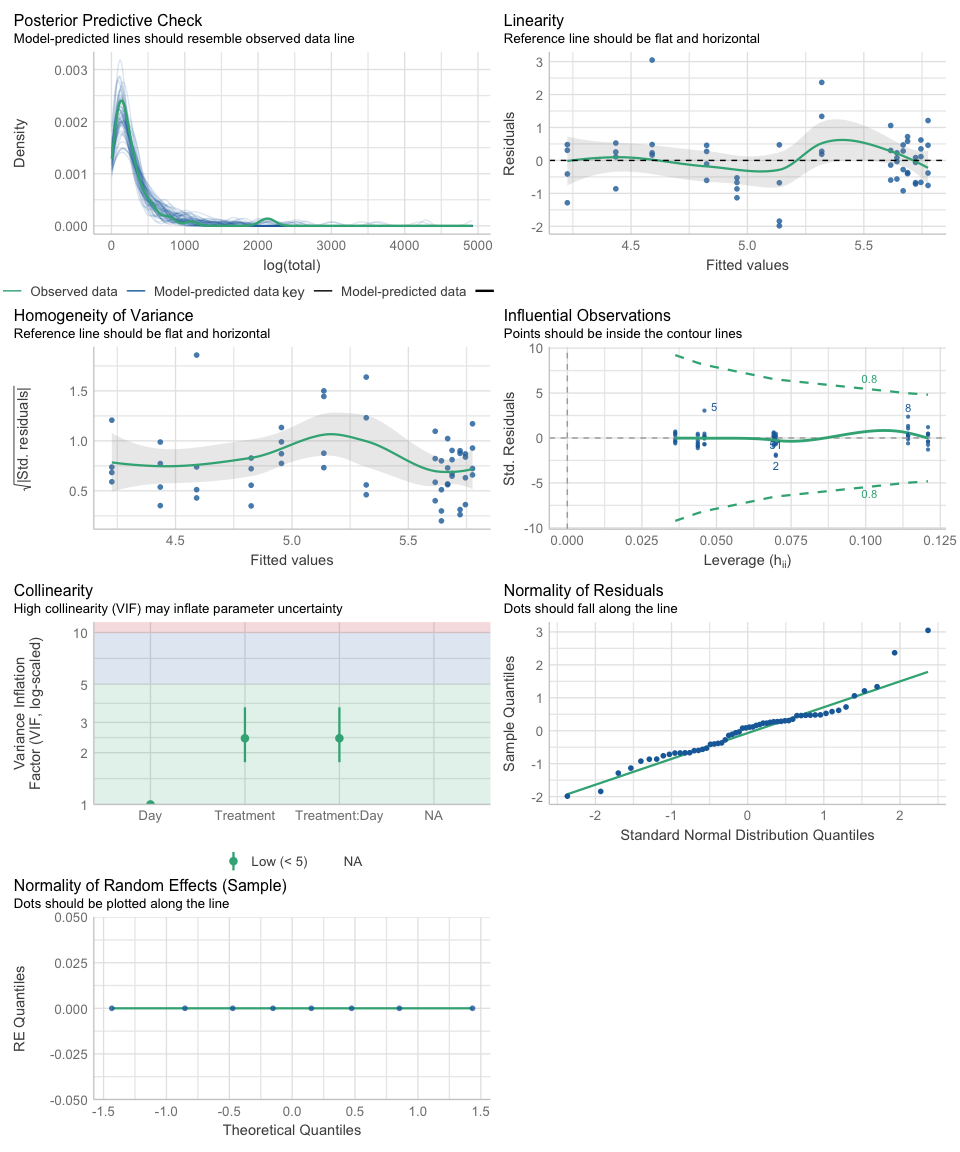 Posterior Predictive Check
Model-predicted lines should resemble observed data line
0.003
0.002
0.001
0.000
Density
0 1000 2000 3000 4000 5000
log(total)
Observed data Model-predicted data key Model-predicted data
Linearity
Reference line should be flat and horizontal
3
2
1
0
-1
-2
Residuals
4.5 5.0 5.5
Fitted values
Homogeneity of Variance
Reference line should be flat and horizontal
1.5
1.0
0.5
√|Std. residuals|
4.5 5.0 5.5
Fitted values
Influential Observations
Points should be inside the contour lines
10
5
0
-5
-10
Std. Residuals
0.8
5
8
2
0.8
0.000 0.025 0.050 0.075 0.100 0.125
Leverage (hii)
Collinearity
High collinearity (VIF) may inflate parameter uncertainty
10
5
3
2
1
Variance Inflation
Factor (VIF, log-scaled)
Day Treatment Treatment:Day NA
Low (< 5) NA
Normality of Residuals
Dots should fall along the line
3
2
1
0
-1
-2
Sample Quantiles
-2 -1 0 1 2
Standard Normal Distribution Quantiles
Normality of Random Effects (Sample)
Dots should be plotted along the line
0.050
0.025
0.000
-0.025
-0.050
RE Quantiles
-1.5 -1.0 -0.5 0.0 0.5 1.0 1.5
Theoretical Quantiles